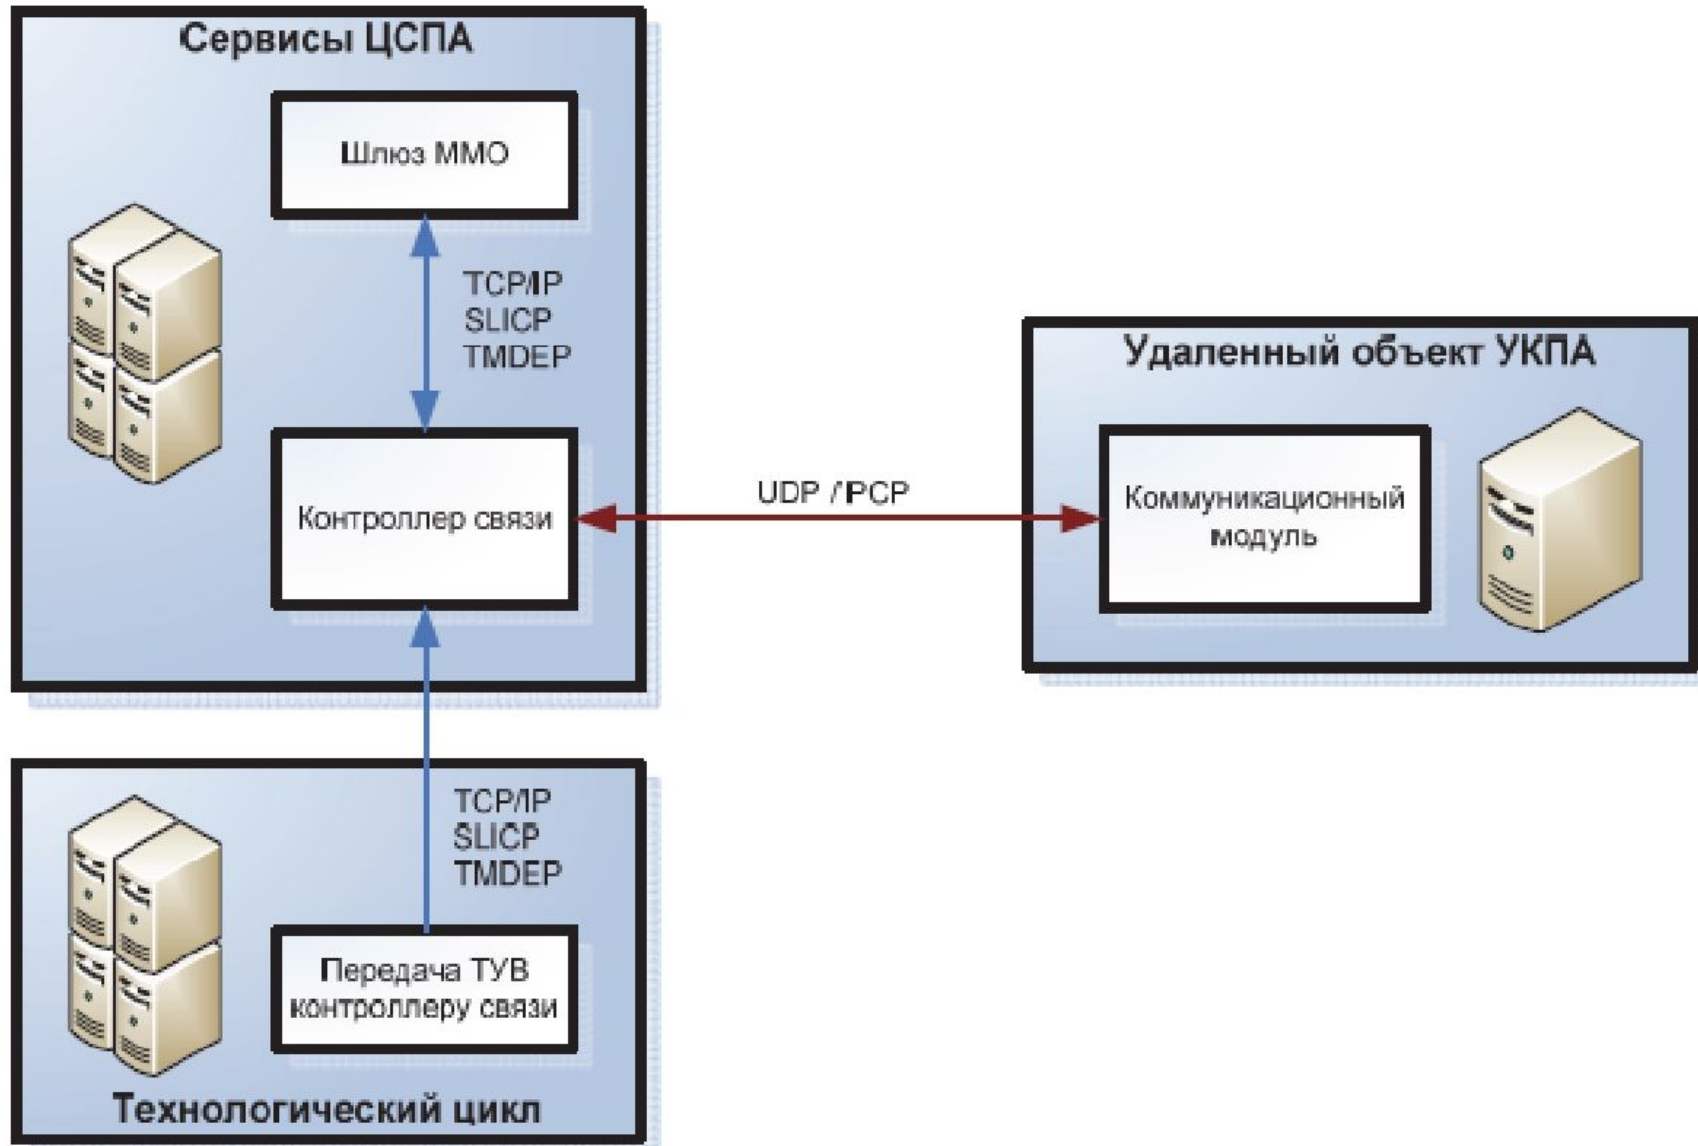 Сервисы ЦСПА
Шлюз ММО
TCP/IP
SLICP
TMDEP
Контроллер связи
UDP / IPCP
Удаленный объект УКПА
Коммуникационный
модуль
TCP/IP
SLICP
TMDEP
Передача ТУВ
контроллеру связи
Технологический цикл